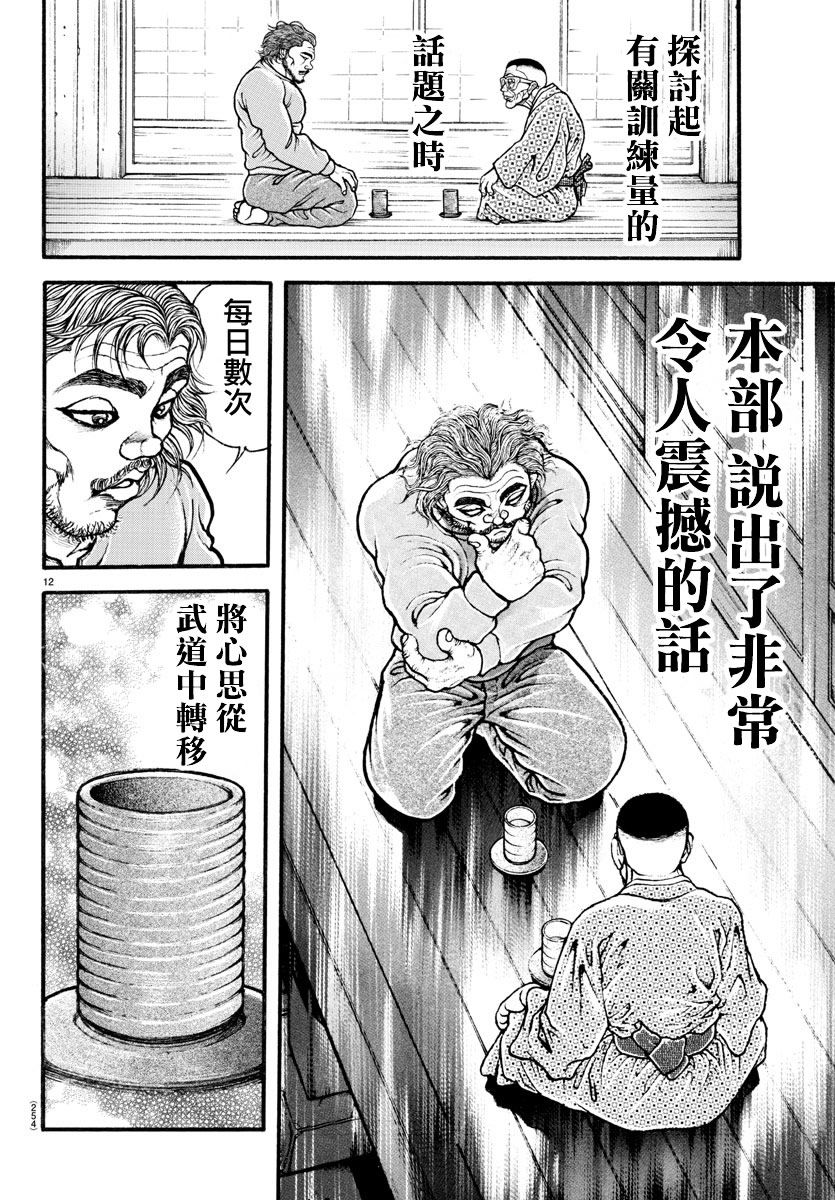 探討起
有關訓練量的
話題之時
本部 說出了非常
令人震撼的話
每日數次
12
將心思從
武道中轉移
(254)